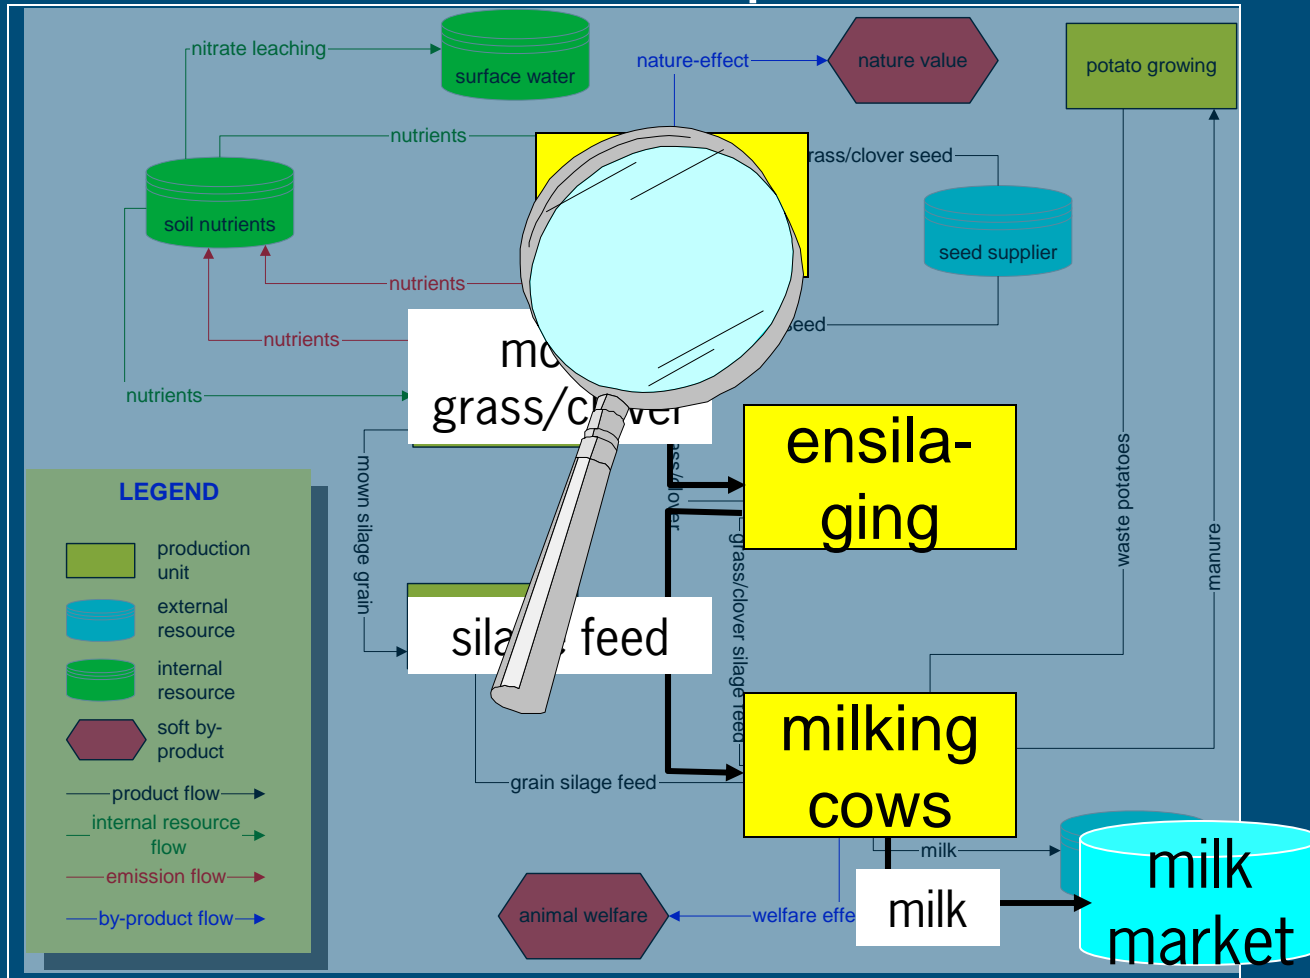 nitrate leaching
surface water
nature-effect
nature value
potato growing
nutrients
rass/clover seed
soil nutrients
seed supplier
nutrients
seed
nutrients
nutrients
grass/clover
ensila-
ging
mown silage grain
grass/clover silage feed
waste potatoes
manure
LEGEND
production
unit
external
resource
internal
resource
soft by-
product
product flow
internal resource
flow
emission flow
by-product flow
silage feed
grain silage feed
milking
cows
milk
milk
market
animal welfare
welfare effe
milk